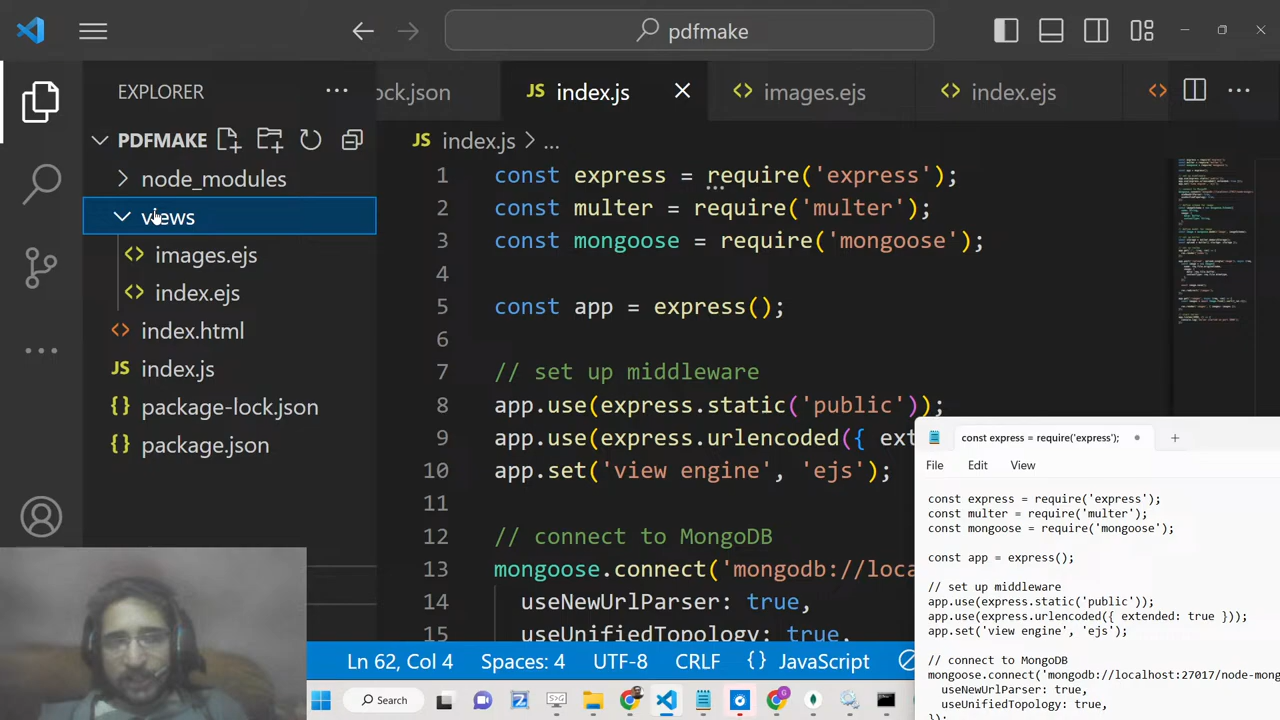 pdfmake
EXPLORER
PDFMAKE
node_modules
views
images.ejs
index.ejs
index.html
JS index.js
{} package-lock.json
{} package.json
ock.json
JS index.js
images.ejs
index.ejs
JS index.js > ...
1 const express = require('express');
2 const multer = require('multer');
3 const mongoose = require('mongoose');
4
5 const app = express();
6
7 // set up middleware
8 app.use(express.static('public'));
9 app.use(express.urlencoded({ ext
10 app.set('view engine', 'ejs');
11
12 // connect to MongoDB
13 mongoose.connect('mongodb://loca
14 useNewUrlParser: true,
15 useUnifiedTopology: true,
const express = require('express');
File Edit View
const express = require('express');
const multer = require('multer');
const mongoose = require('mongoose');
const app = express();
// set up middleware
app.use(express.static('public'));
app.use(express.urlencoded({ extended: true }));
app.set('view engine', 'ejs');
// connect to MongoDB
mongoose.connect('mongodb://localhost:27017/node-mong
useNewUrlParser: true,
useUnifiedTopology: true,
});
Ln 62, Col 4 Spaces: 4 UTF-8 CRLF {} JavaScript
Search